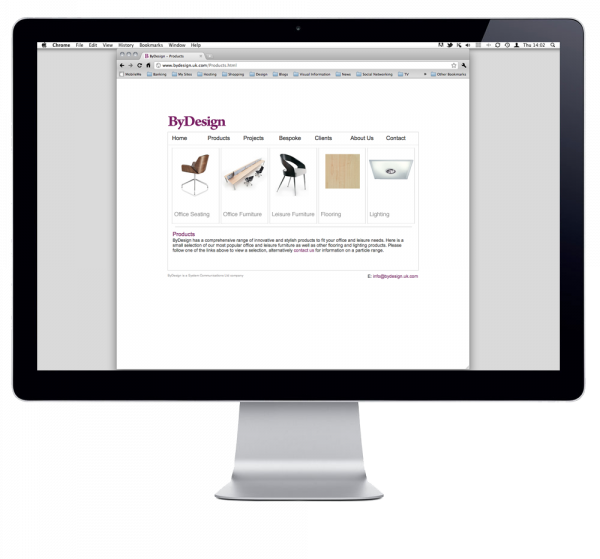 Chrome File Edit View History Bookmarks Window Help Thu 14:02
ByDesign - Products
www.bydesign.uk.com/Products.html
MobileMe Banking My Sites Hosting Shopping Design Blogs Visual Information News Social Networking TV Other Bookmarks
ByDesign
Home Products Projects Bespoke Clients About Us Contact
Office Seating Office Furniture Leisure Furniture Flooring Lighting
Products
ByDesign has a comprehensive range of innovative and stylish products to fit your office and leisure needs. Here is a
small selection of our most popular office and leisure furniture as well as other flooring and lighting products. Please
follow one of the links above to view a selection, alternatively contact us for information on a particular range.
E: info@bydesign.uk.com